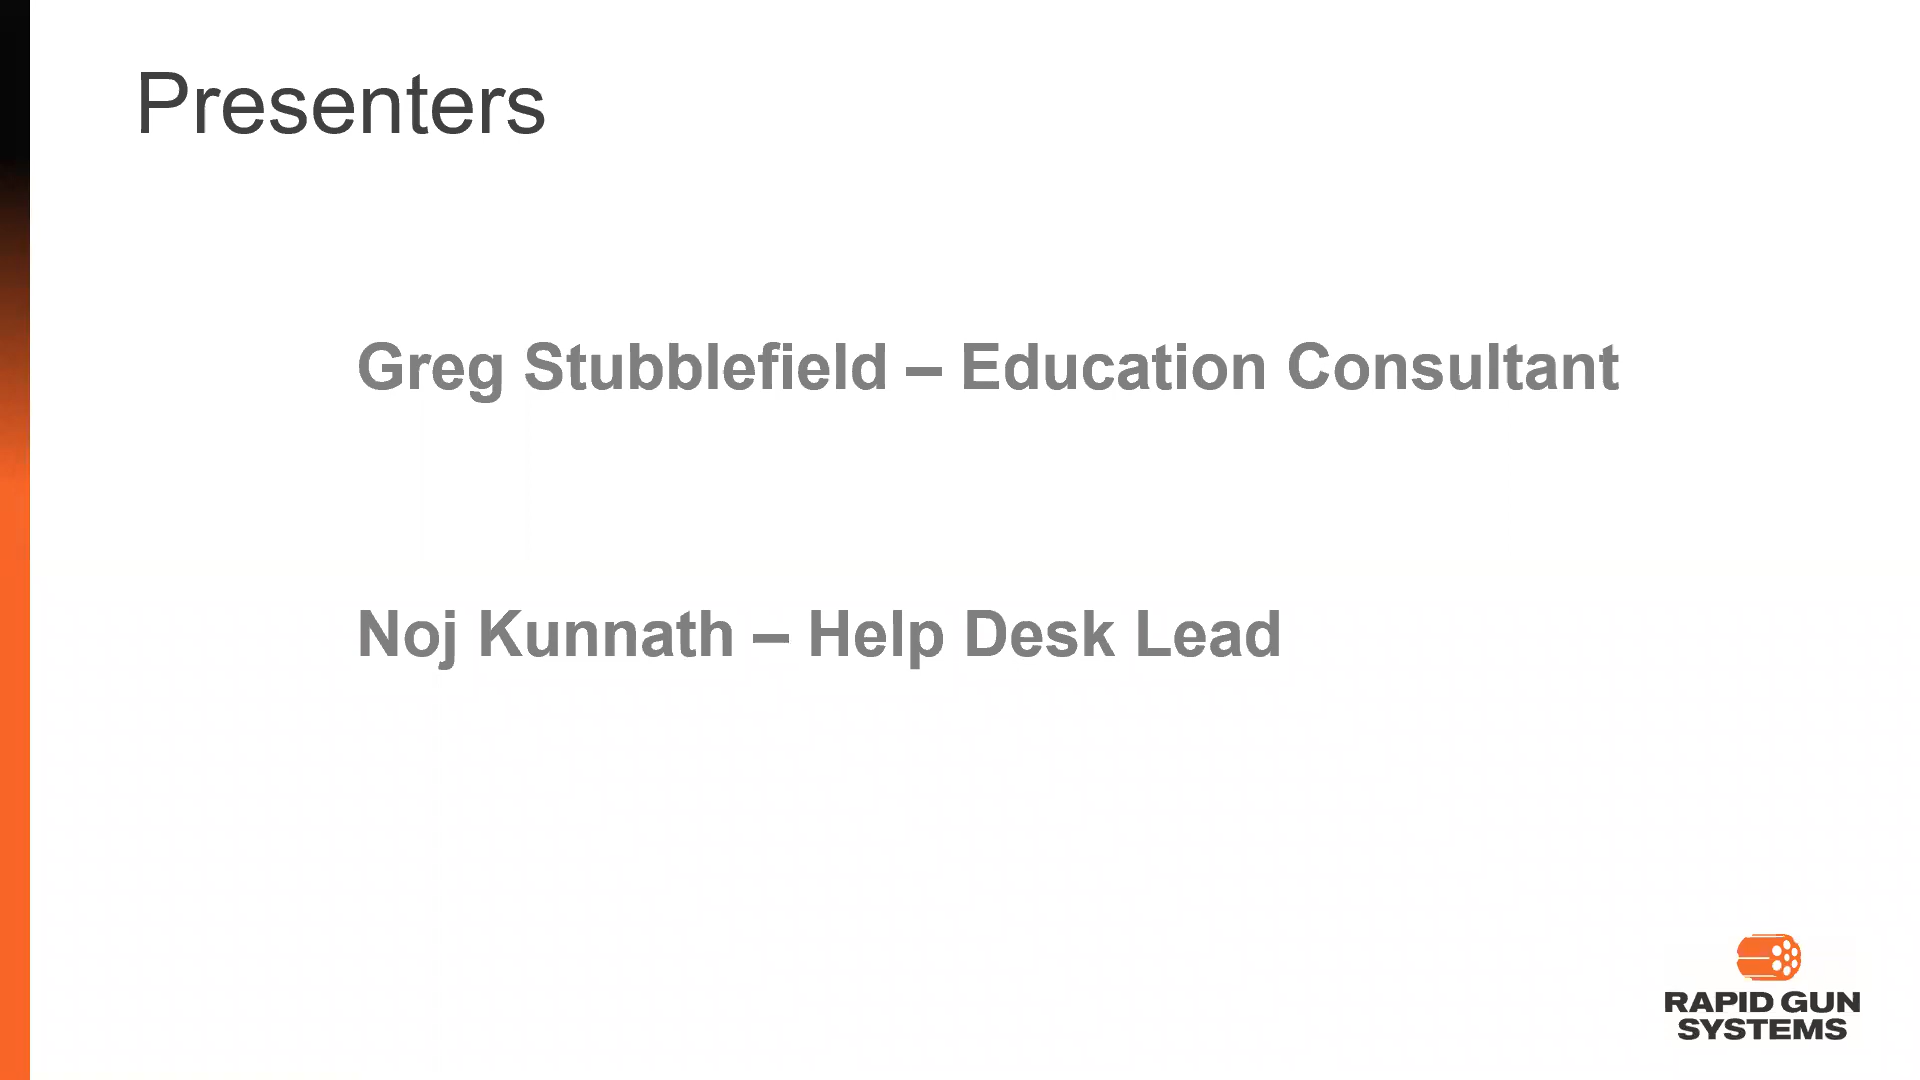 Presenters
Greg Stubblefield – Education Consultant
Noj Kunnath – Help Desk Lead
RAPID GUN
SYSTEMS